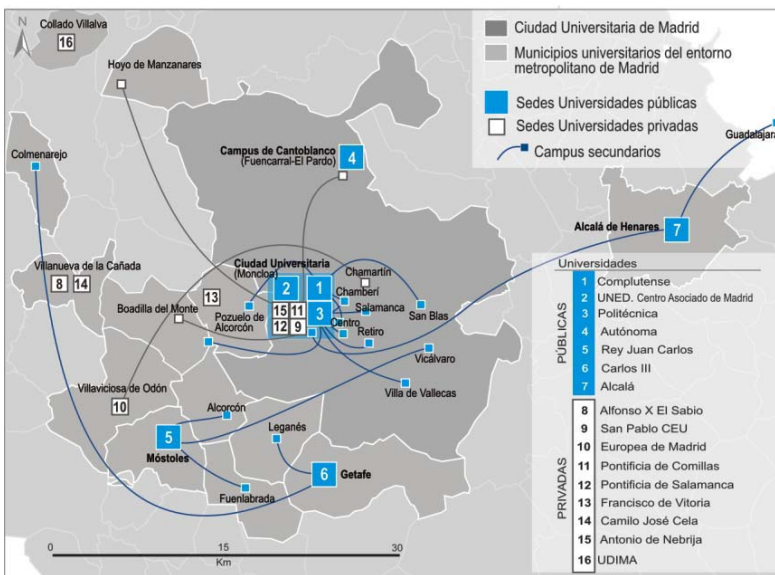 Collado Villalva
16
N
Hoyo de Manzanares
Ciudad Universitaria de Madrid
Municipios universitarios del entorno
metropolitano de Madrid
Sedes Universidades públicas
Sedes Universidades privadas
Campus secundarios
Guadalajara
Colmenarejo
Campus de Cantoblanco
(Fuencarral-El Pardo)
4
Alcalá de Henares
7
Villanueva de la Cañada
8
14
Ciudad Universitaria
(Moncloa)
Chamartín
2
1
13
Boadilla del Monte
Chamberí
Salamanca
San Blas
Pozuelo de
Alcorcón
15
11
3
12
9
Centro
Retiro
Vicálvaro
Villaviciosa de Odón
10
Villa de Vallecas
Alcorcón
5
Móstoles
Leganés
6
Getafe
Fuenlabrada
0
15
30
Km
Universidades
PÚBLICAS
1 Complutense
2 UNED. Centro Asociado de Madrid
3 Politécnica
4 Autónoma
5 Rey Juan Carlos
6 Carlos III
7 Alcalá
PRIVADAS
8 Alfonso X El Sabio
9 San Pablo CEU
10 Europea de Madrid
11 Pontificia de Comillas
12 Pontificia de Salamanca
13 Francisco de Vitoria
14 Camilo José Cela
15 Antonio de Nebrija
16 UDIMA